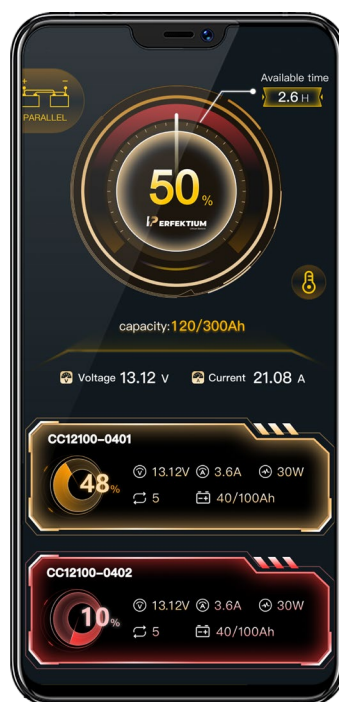 Available time
2.6 H
+ -
PARALLEL
50%
PERFEKTIUM
capacity:120/300Ah
Voltage 13.12 V Current 21.08 A
CC12100-0401
48%
13.12V 3.6A 30W
5 40/100Ah
CC12100-0402
10%
13.12V 3.6A 30W
5 40/100Ah